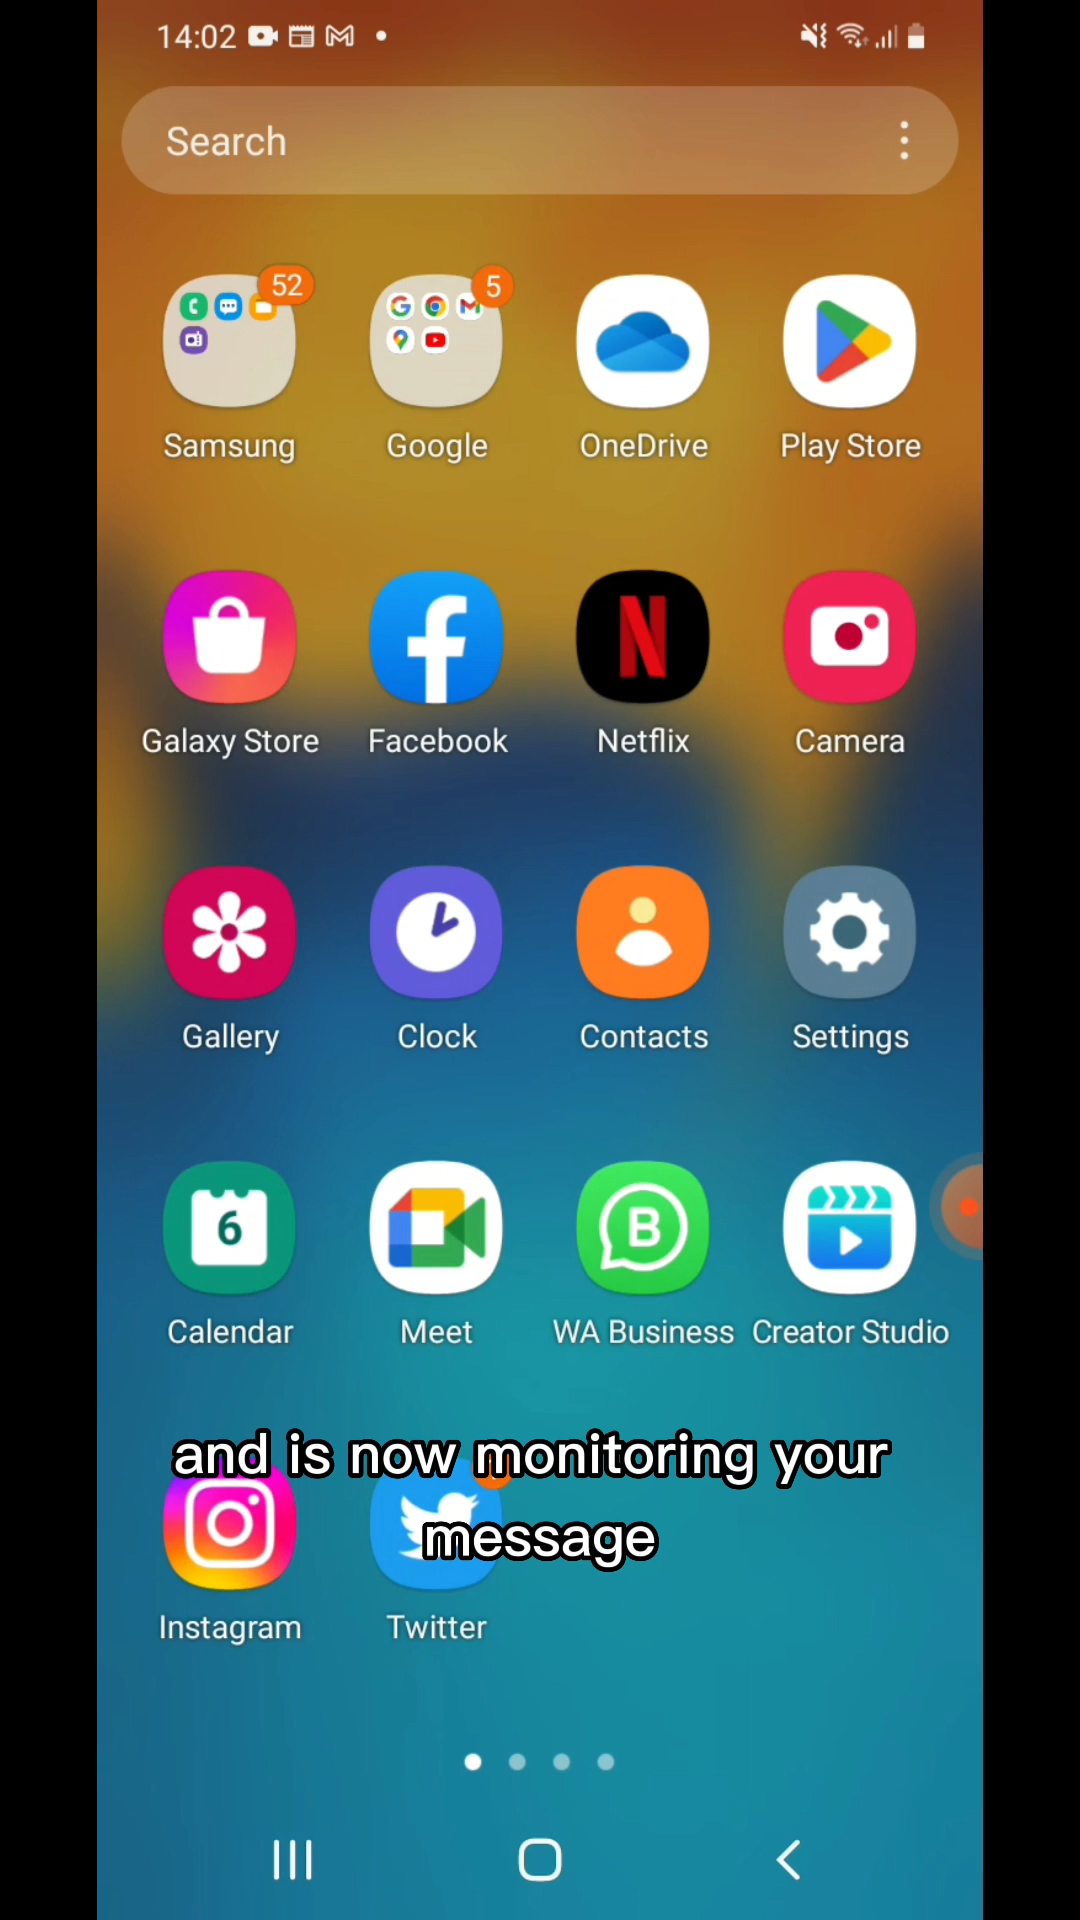 14:02
Search
52
5
Samsung
Google
OneDrive
Play Store
Galaxy Store
Facebook
Netflix
Camera
Gallery
Clock
Contacts
Settings
6
B
Calendar
Meet
WA Business
Creator Studio
and is now monitoring your
message
Instagram
Twitter